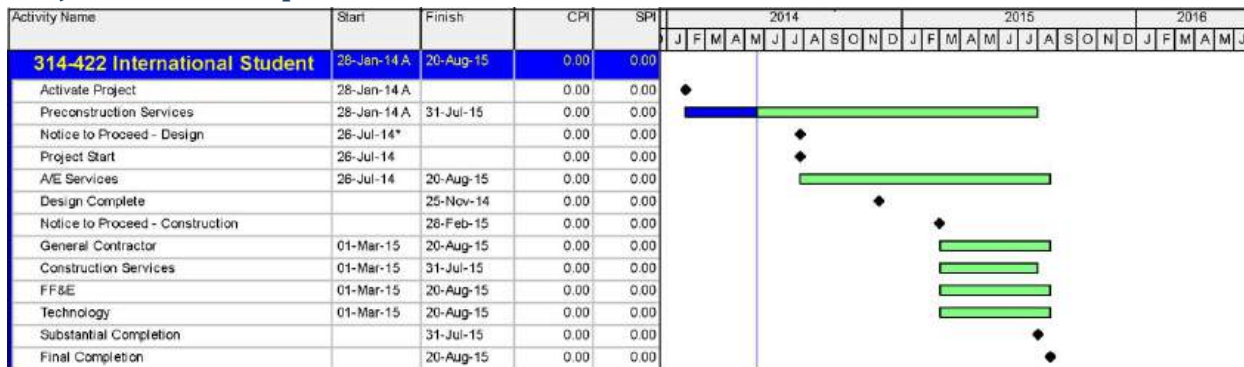 Activity Name Start Finish CPI SPI 2014 2015 2016
J F M A M J J A S O N D J F M A M J J A S O N D J F M A M J
314-422 International Student 28-Jan-14 A 20-Aug-15 0.00 0.00
Activate Project 28-Jan-14 A 0.00 0.00
Preconstruction Services 28-Jan-14 A 31-Jul-15 0.00 0.00
Notice to Proceed - Design 26-Jul-14* 0.00 0.00
Project Start 26-Jul-14 0.00 0.00
A/E Services 26-Jul-14 20-Aug-15 0.00 0.00
Design Complete 25-Nov-14 0.00 0.00
Notice to Proceed - Construction 28-Feb-15 0.00 0.00
General Contractor 01-Mar-15 20-Aug-15 0.00 0.00
Construction Services 01-Mar-15 31-Jul-15 0.00 0.00
FF&E 01-Mar-15 20-Aug-15 0.00 0.00
Technology 01-Mar-15 20-Aug-15 0.00 0.00
Substantial Completion 31-Jul-15 0.00 0.00
Final Completion 20-Aug-15 0.00 0.00